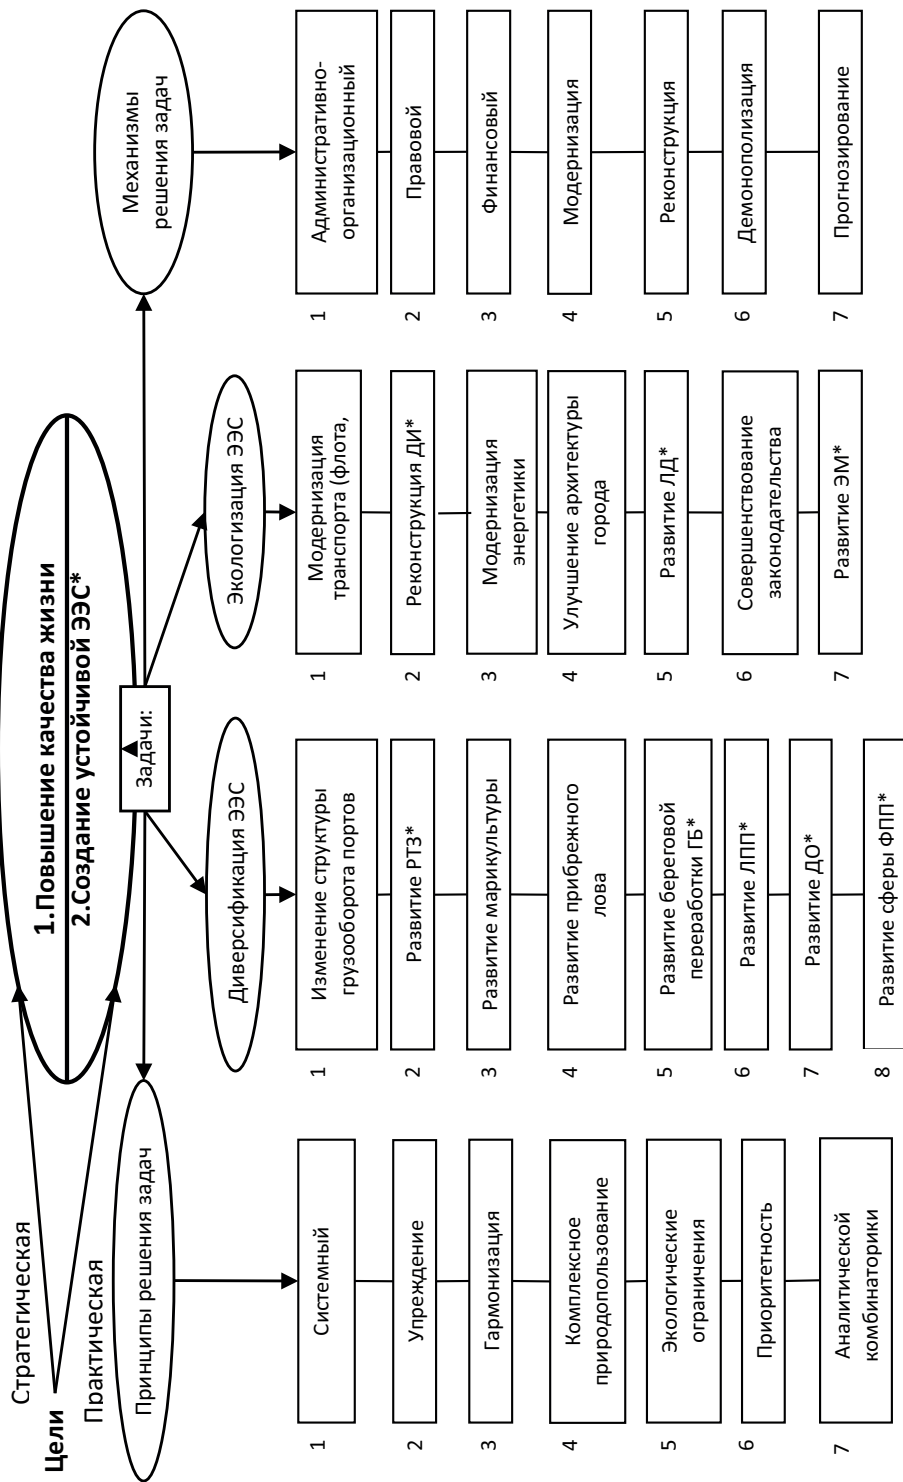 Стратегическая
Цели
Практическая
1.Повышение качества жизни
2.Создание устойчивой ЭЭС*
Задачи:
Принципы решения задач
1
Системный
2
Упреждение
3
Гармонизация
4
Комплексное
природопользование
5
Экологические
ограничения
6
Приоритетность
7
Аналитической
комбинаторики
Диверсификация ЭЭС
1
Изменение структуры
грузооборота портов
2
Развитие РТЗ*
3
Развитие марикультуры
4
Развитие прибрежного
лова
5
Развитие береговой
переработки ГБ*
6
Развитие ЛПП*
7
Развитие ДО*
8
Развитие сферы ФПП*
Экологизация ЭЭС
1
Модернизация
транспорта (флота,
2
Реконструкция ДИ*
3
Модернизация
энергетики
4
Улучшение архитектуры
города
5
Развитие ЛД*
6
Совершенствование
законодательства
7
Развитие ЭМ*
Механизмы
решения задач
1
Административно-
организационный
2
Правовой
3
Финансовый
4
Модернизация
5
Реконструкция
6
Демонополизация
7
Прогнозирование